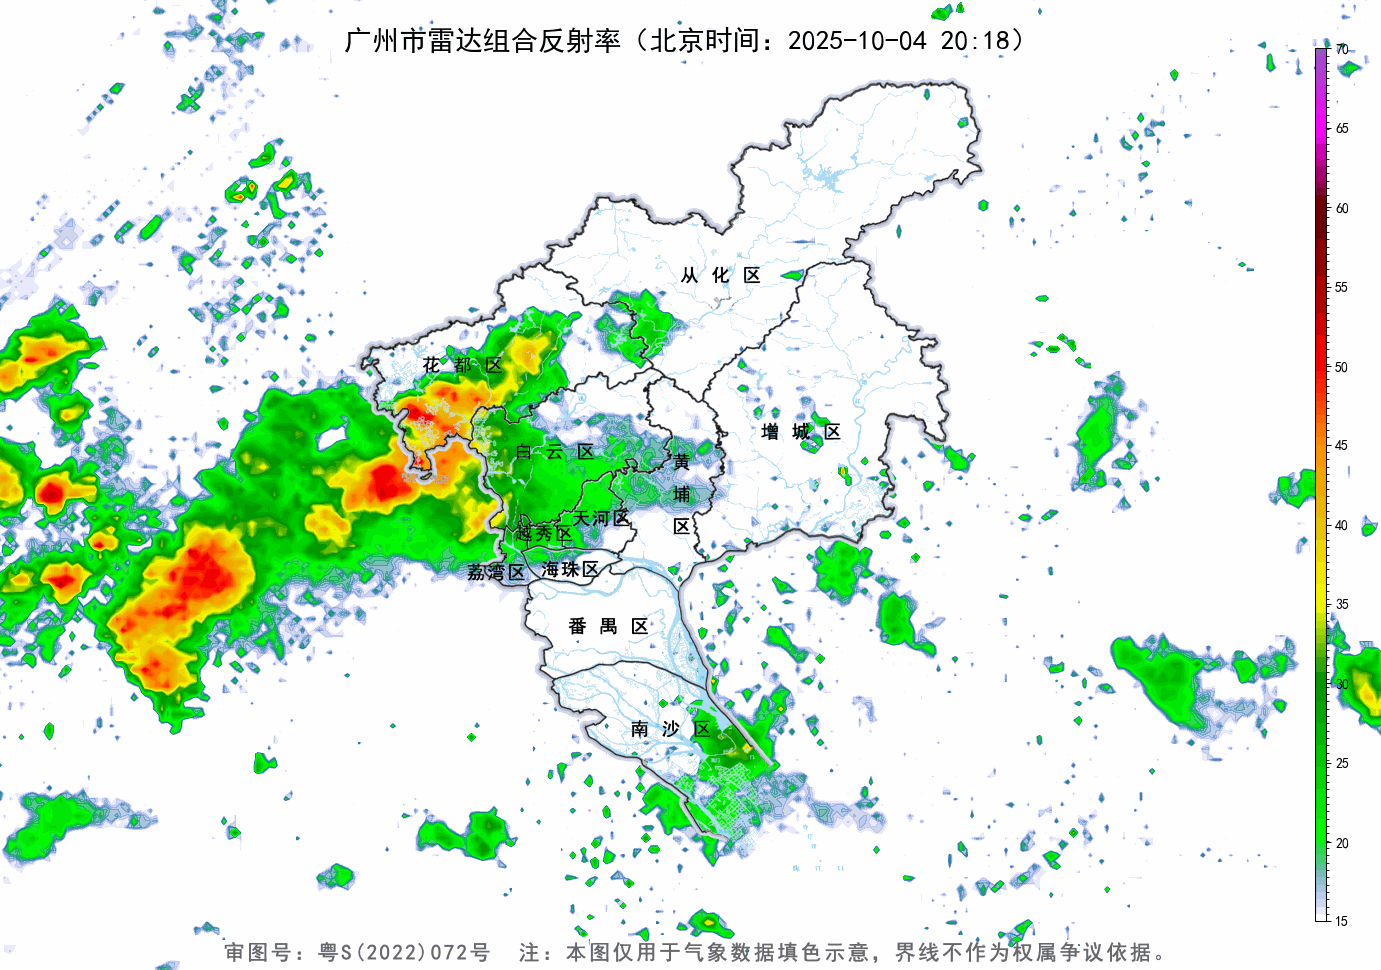 广州市雷达组合反射率（北京时间：2025-10-04 20:18）
70
65
60
55
50
45
40
35
30
25
20
15
从化区
花都区
增城区
白云区
黄埔区
天河区
越秀区
荔湾区
海珠区
番禺区
南沙区
审图号：粤S(2022)072号 注：本图仅用于气象数据填色示意，界线不作为权属争议依据。